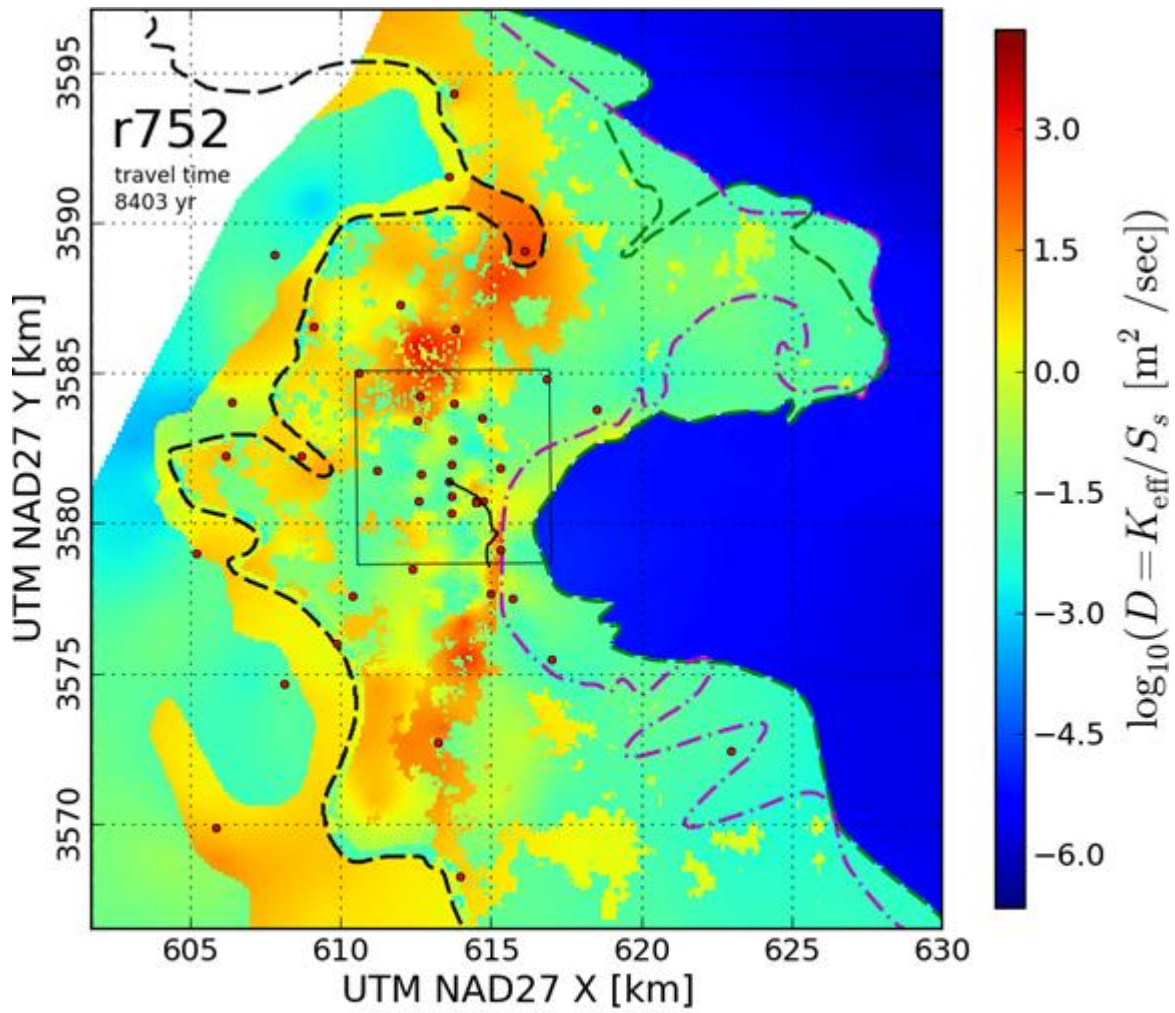 r752
travel time
8403 yr
3595
3590
3585
3580
3575
3570
UTM NAD27 Y [km]
605 610 615 620 625 630
UTM NAD27 X [km]
3.0
1.5
0.0
−1.5
−3.0
−4.5
−6.0
log₁₀(D = K_eff/S_s [m² /sec])